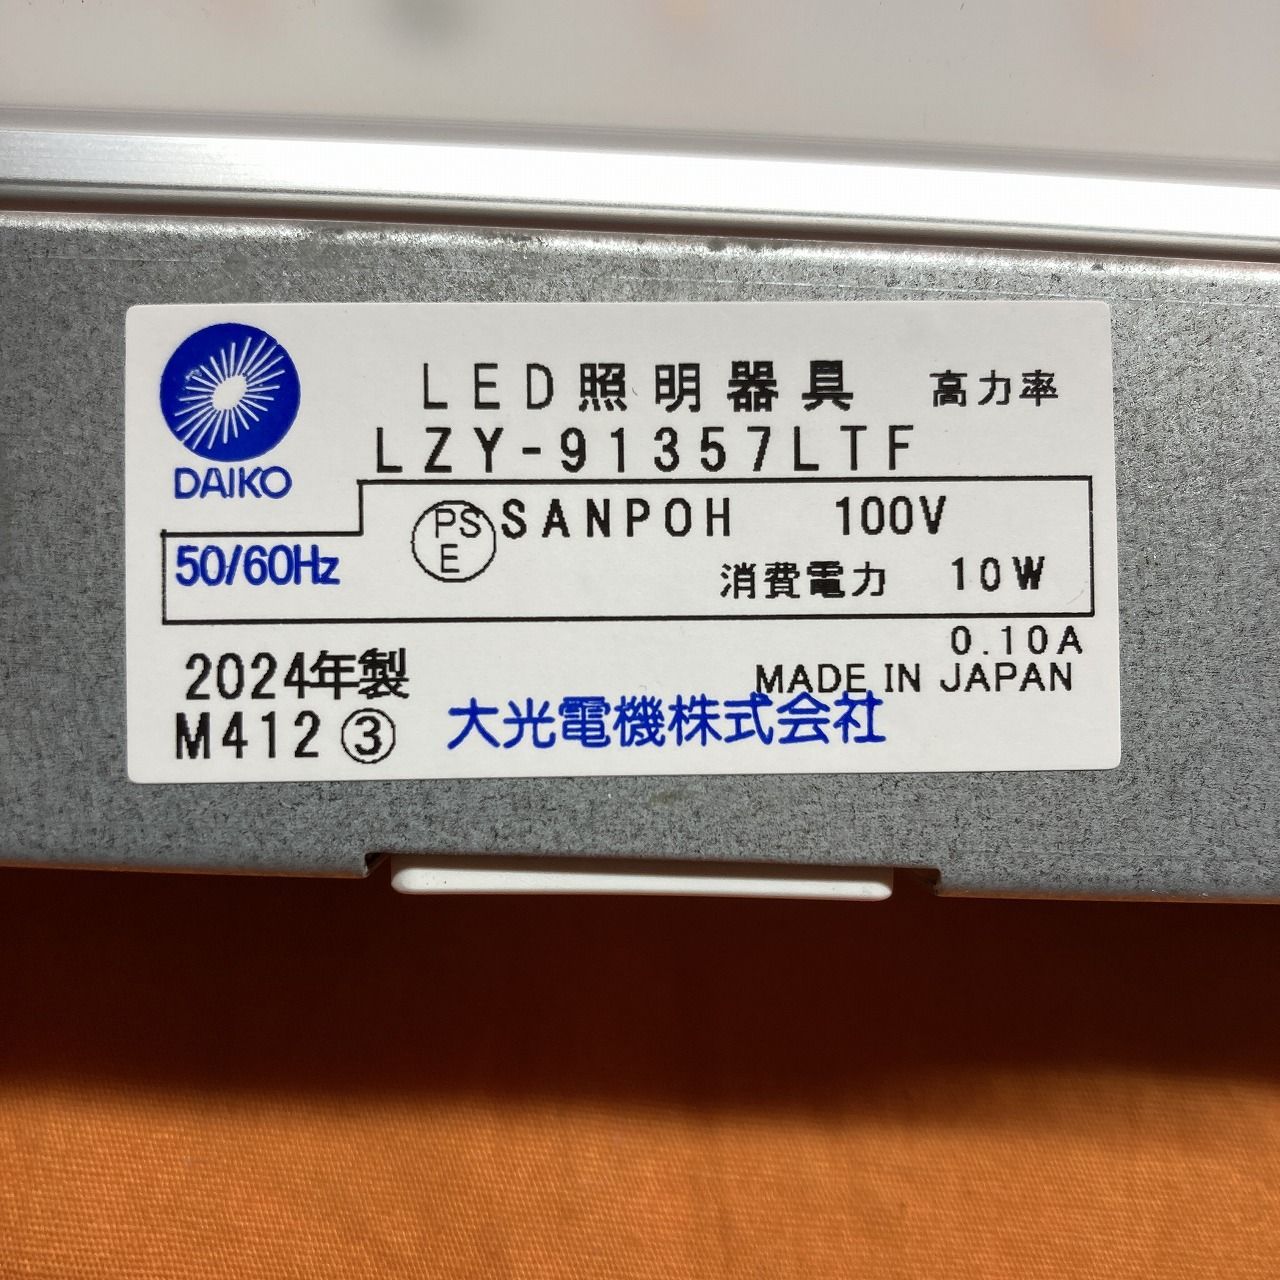 LED照明器具 高力率
LZY-91357LTF
DAIKO
PS
E
SANPOH 100V
50/60Hz
消費電力 10W
0.10A
2024年製
MADE IN JAPAN
M412③
大光電機株式会社